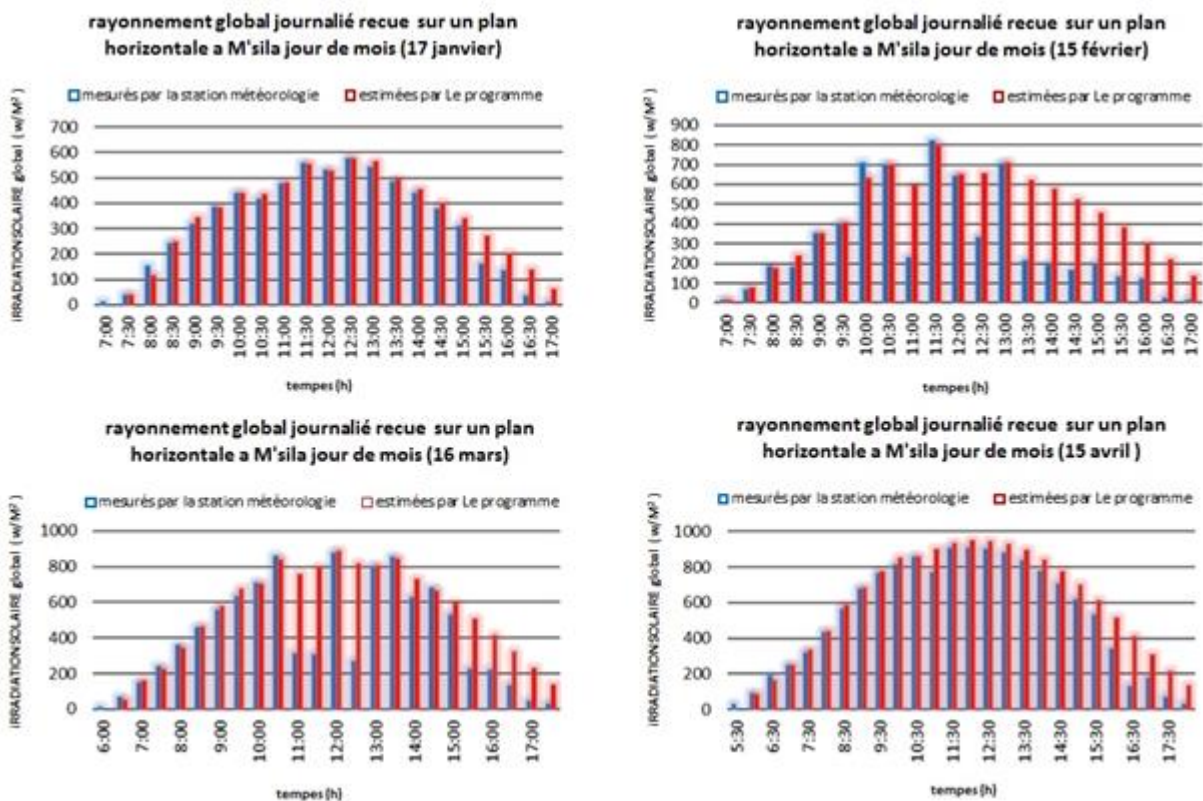 rayonnement global journalié recue sur un plan
horizontale a M'sila jour de mois (17 janvier)
mesurés par la station météorologie estimées par Le programme
iRRADIATIONSOLAIRE global ( w/M²)
700
600
500
400
300
200
100
0
7:00 7:30 8:00 8:30 9:00 9:30 10:00 10:30 11:00 11:30 12:00 12:30 13:00 13:30 14:00 14:30 15:00 15:30 16:00 16:30 17:00
tempes (h)
rayonnement global journalié recue sur un plan
horizontale a M'sila jour de mois (15 février)
mesurés par la station météorologie estimées par Le programme
iRRADIATIONSOLAIRE global ( w/M²)
900
800
700
600
500
400
300
200
100
0
7:00 7:30 8:00 8:30 9:00 9:30 10:00 10:30 11:00 11:30 12:00 12:30 13:00 13:30 14:00 14:30 15:00 15:30 16:00 16:30 17:00
tempes (h)
rayonnement global journalié recue sur un plan
horizontale a M'sila jour de mois (16 mars)
mesurés par la station météorologie estimées par Le programme
iRRADIATIONSOLAIRE global ( w/M²)
1000
800
600
400
200
0
6:00 7:00 8:00 9:00 10:00 11:00 12:00 13:00 14:00 15:00 16:00 17:00
tempes (h)
rayonnement global journalié recue sur un plan
horizontale a M'sila jour de mois (15 avril )
mesurés par la station météorologie estimées par Le programme
iRRADIATIONSOLAIRE global ( w/M²)
1000
800
600
400
200
0
5:30 6:30 7:30 8:30 9:30 10:30 11:30 12:30 13:30 14:30 15:30 16:30 17:30
tempes (h)